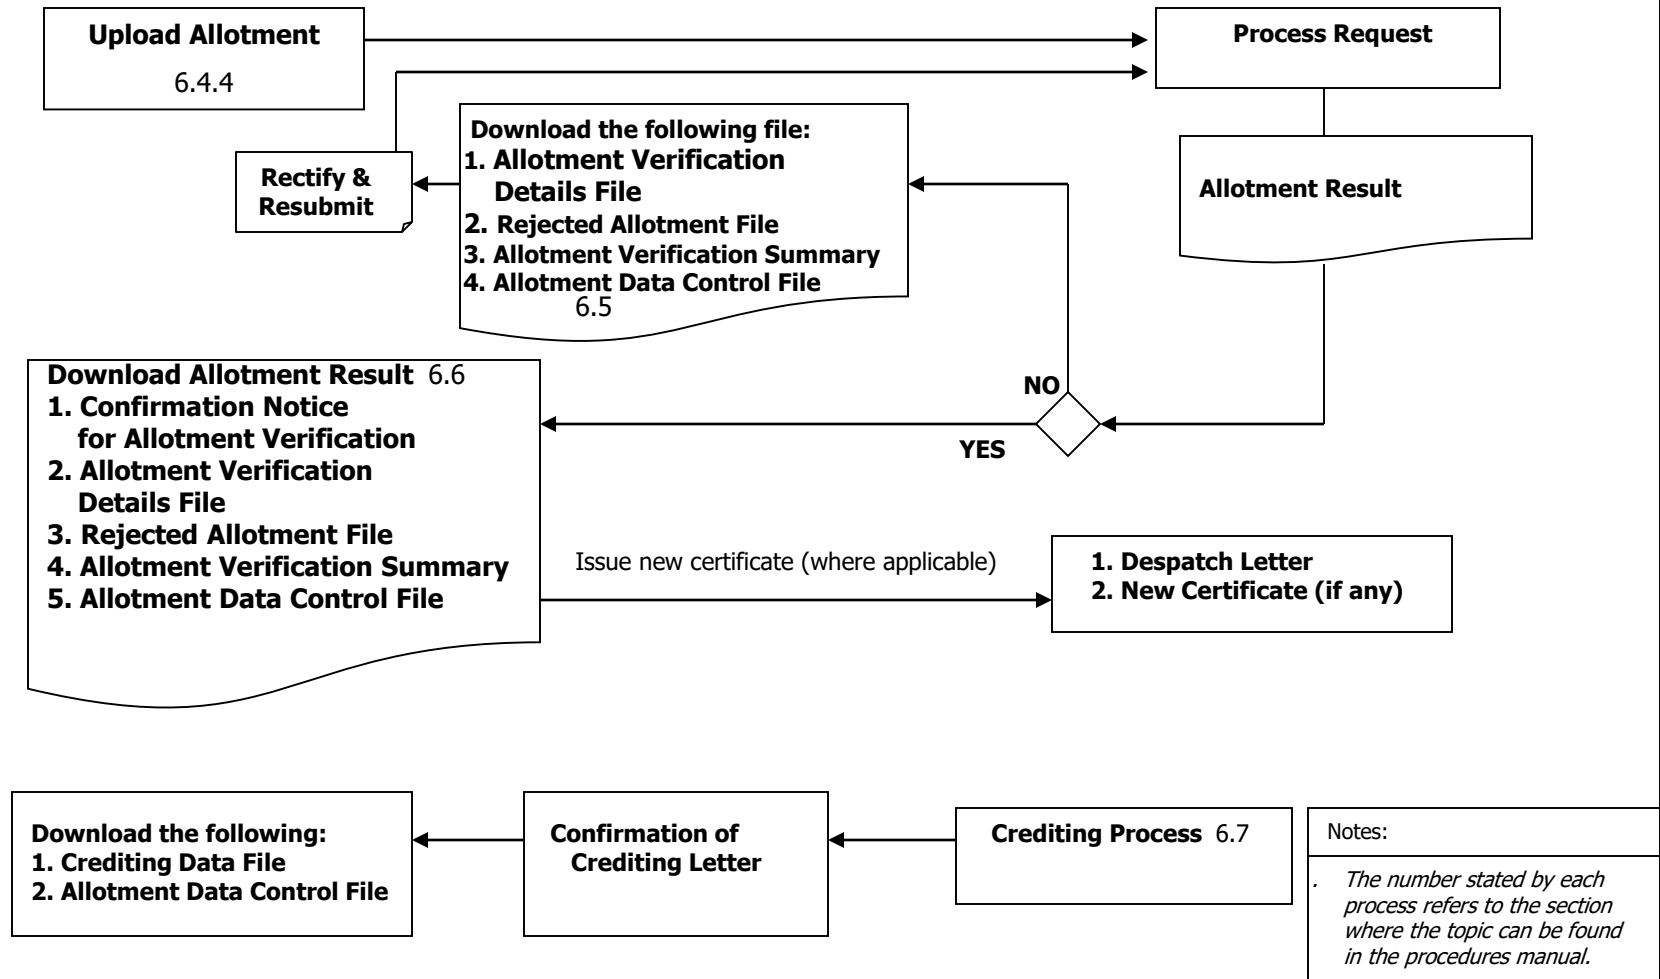 Upload Allotment
6.4.4
Process Request
Download the following file:
1. Allotment Verification
Details File
2. Rejected Allotment File
3. Allotment Verification Summary
4. Allotment Data Control File
6.5
Rectify &
Resubmit
Allotment Result
NO
YES
Download Allotment Result 6.6
1. Confirmation Notice
for Allotment Verification
2. Allotment Verification
Details File
3. Rejected Allotment File
4. Allotment Verification Summary
5. Allotment Data Control File
Issue new certificate (where applicable)
1. Despatch Letter
2. New Certificate (if any)
Download the following:
1. Crediting Data File
2. Allotment Data Control File
Confirmation of
Crediting Letter
Crediting Process 6.7
Notes:
. The number stated by each
process refers to the section
where the topic can be found
in the procedures manual.